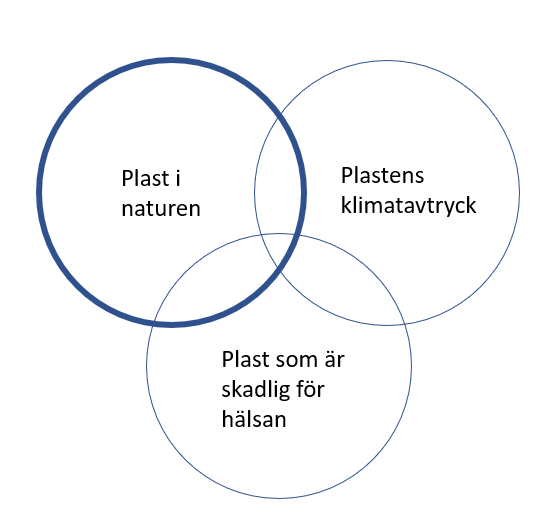 Plast i
naturen
Plastens
klimatavtryck
Plast som är
skadlig för
hälsan